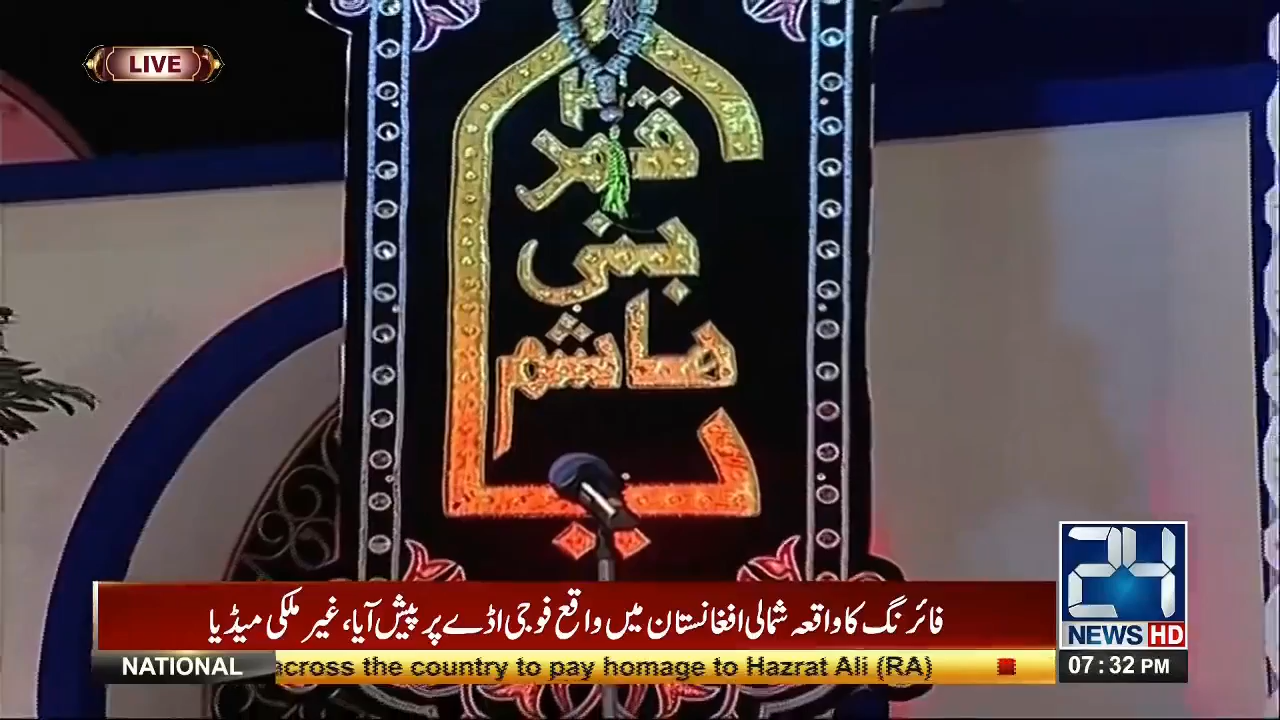 LIVE
یا
قمر
بنی
هاشم
24
NEWS HD
فائرنگ کا واقعہ شمالی افغانستان میں واقع فوجی اڈے پر پیش آیا، غیر ملکی میڈیا
NATIONAL
across the country to pay homage to Hazrat Ali (RA)
07:32 PM